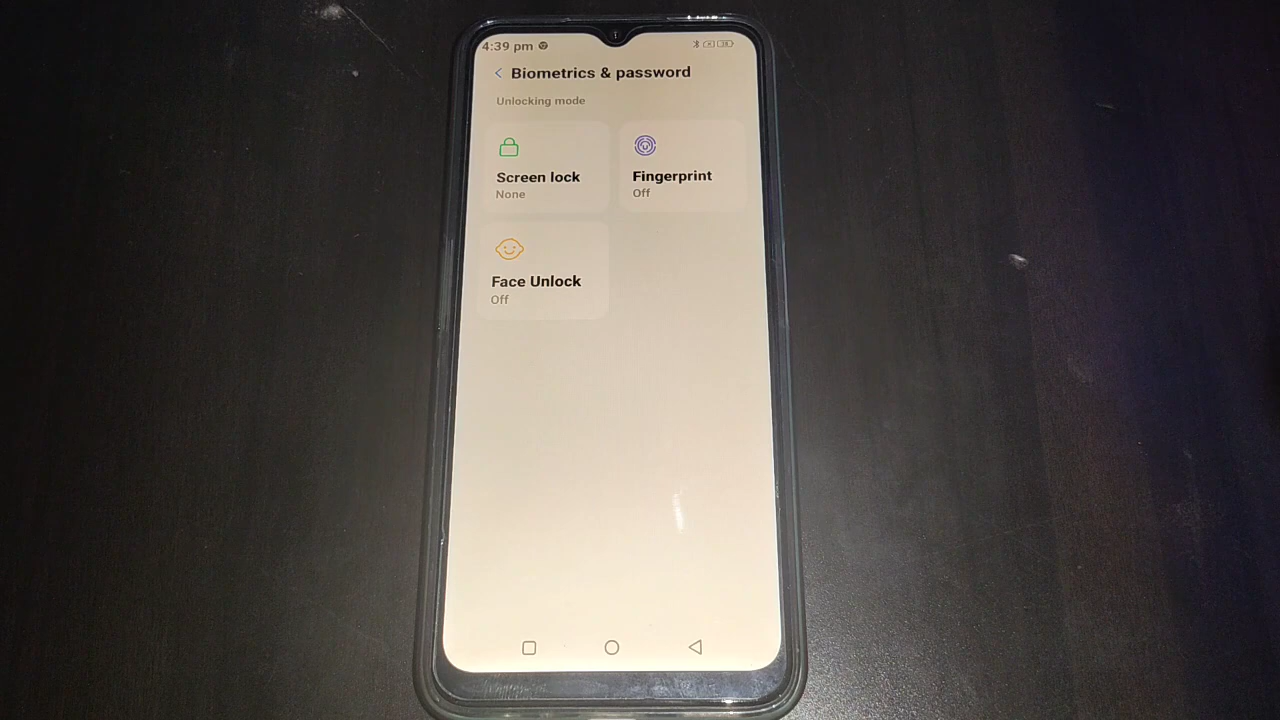 4:39 pm
Biometrics & password
Unlocking mode
Screen lock
None
Fingerprint
Off
Face Unlock
Off